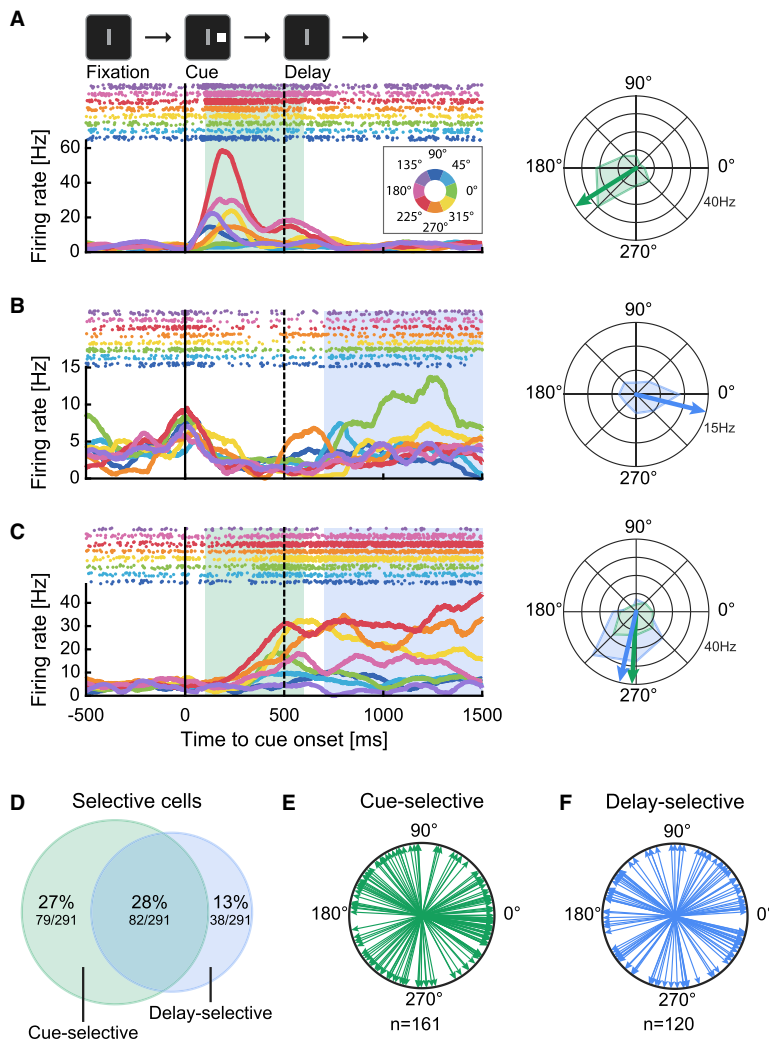 A
Fixation Cue Delay
Firing rate [Hz]
60
40
20
0
90°
135° 45°
180° 0°
225° 315°
270°
90°
180° 0°
40Hz
270°
B
Firing rate [Hz]
15
10
5
0
90°
180° 0°
15Hz
270°
C
Firing rate [Hz]
40
30
20
10
0
-500 0 500 1000 1500
Time to cue onset [ms]
90°
180° 0°
40Hz
270°
D Selective cells
27%
79/291
28%
82/291
13%
38/291
Cue-selective
Delay-selective
E Cue-selective
90°
180° 0°
270°
n=161
F Delay-selective
90°
180° 0°
270°
n=120